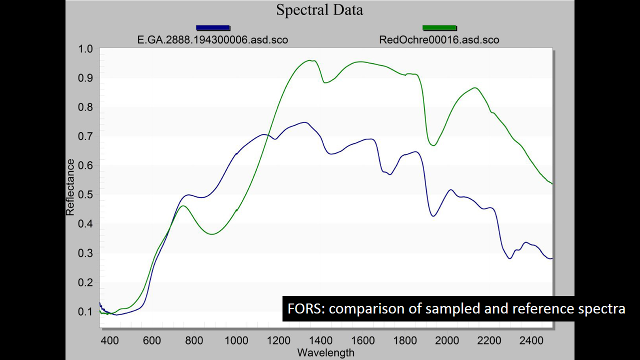 Spectral Data
E.GA.2888.194300006.asd.sco RedOchre00016.asd.sco
1.0
0.9
0.8
0.7
0.6
0.5
0.4
0.3
0.2
0.1
Reflectance
FORS: comparison of sampled and reference spectra
400 600 800 1000 1200 1400 1600 1800 2000 2200 2400
Wavelength